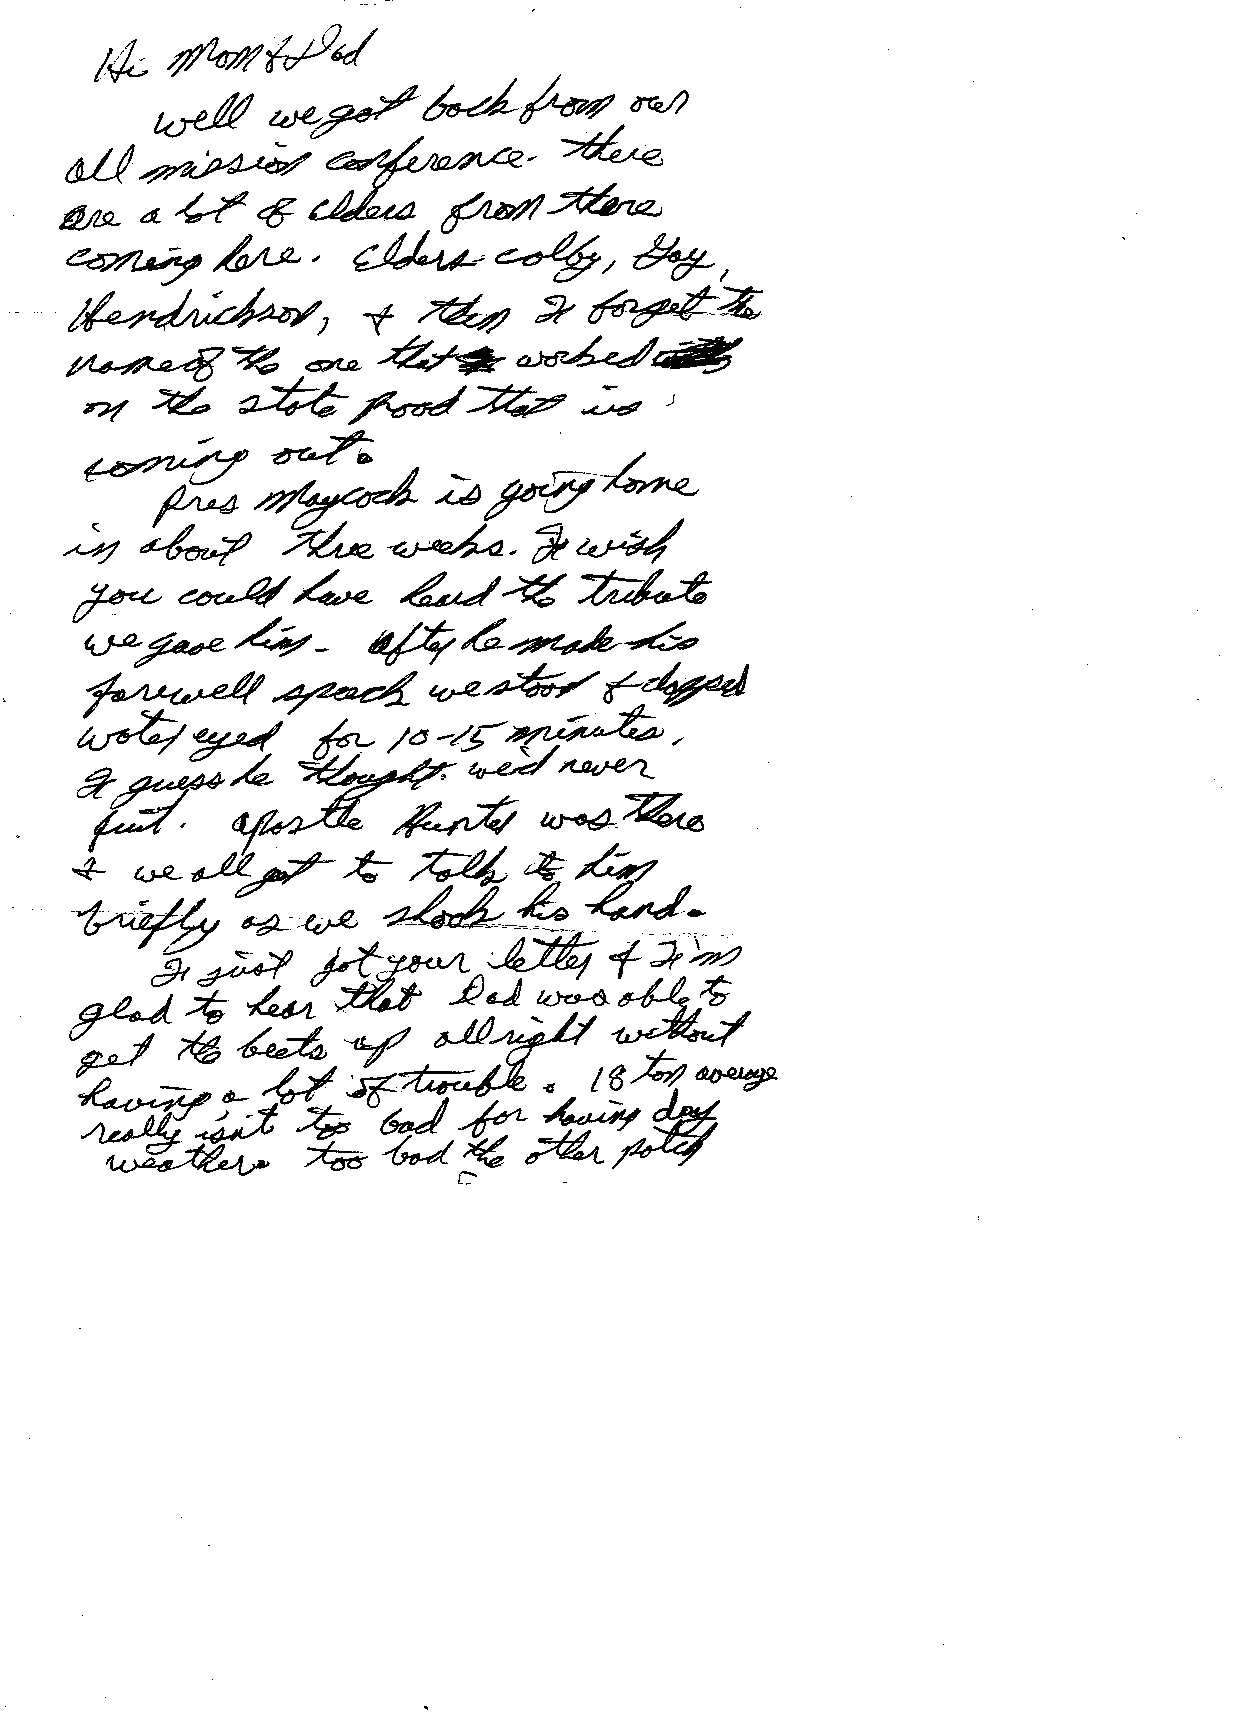 Hi Mom & Dad
well we got back from our
all mission conference. there
are a lot of elders from there
coming here. Elders colby, Gay,
Hendrickson, & then I forget the
name of the one that worked
on the state road that is
coming out.
pres Maycock is going home
in about three weeks. I wish
you could have heard the tribute
we gave him. after he made his
farewell speach we stood & clapped
water eyed for 10-15 minutes.
I guess he thought we'd never
quit. apostle Hunter was there
& we all got to talk to him
briefly as we shook his hand.
I just got your letter & I'm
glad to hear that Dad was able to
get the beets up allright without
having a lot of trouble. 18 ton average
really isn't too bad for having dry
weather. too bad the other patch